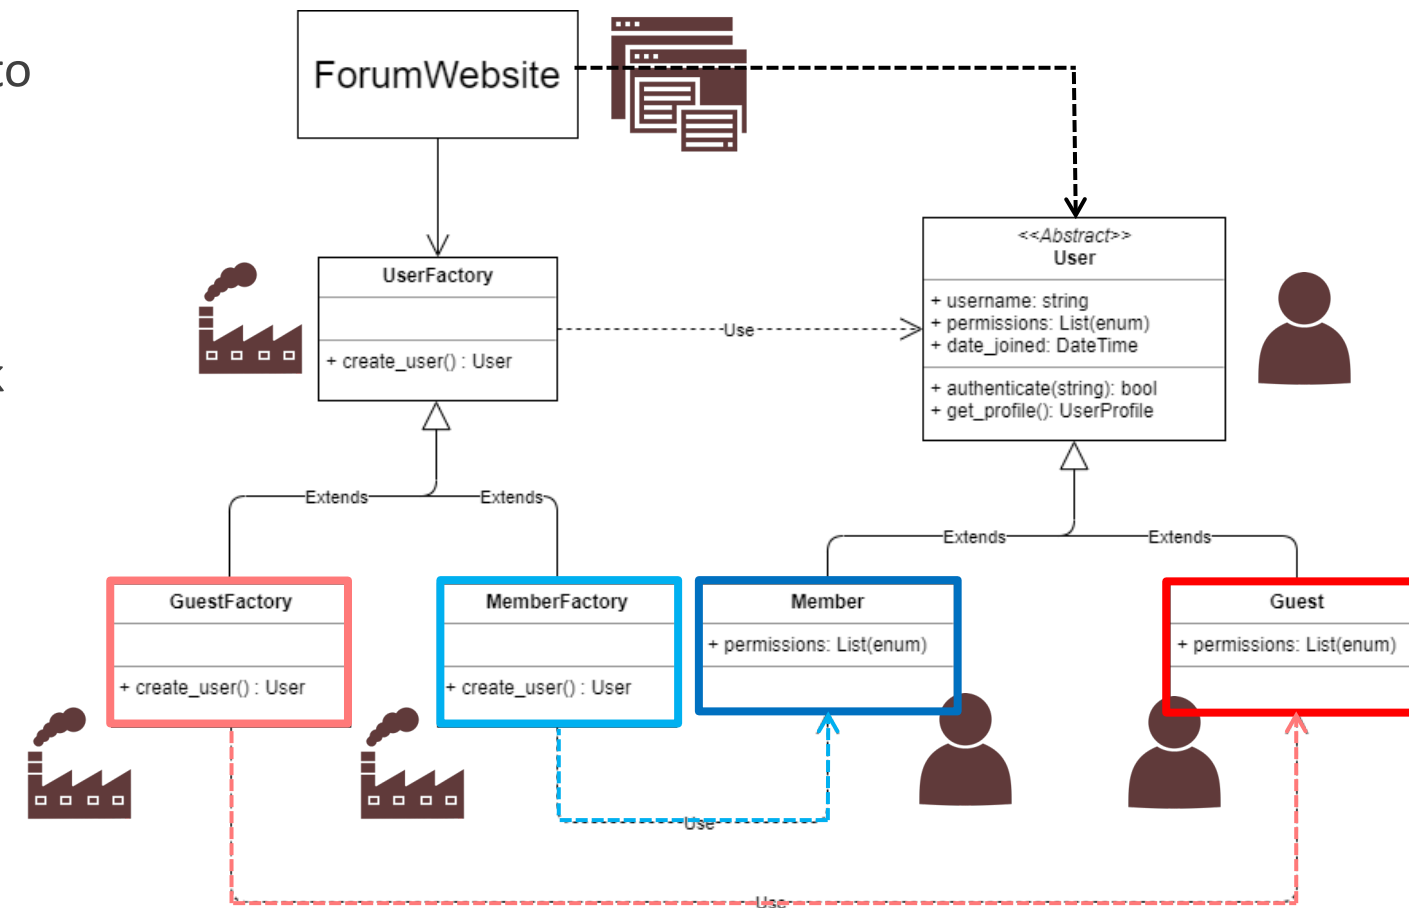 to
ForumWebsite
<<Abstract>>
User
+ username: string
+ permissions: List(enum)
+ date_joined: DateTime
+ authenticate(string): bool
+ get_profile(): UserProfile
UserFactory
+ create_user() : User
Use
Extends
Extends
Extends
Extends
GuestFactory
+ create_user() : User
MemberFactory
+ create_user() : User
Member
+ permissions: List(enum)
Guest
+ permissions: List(enum)
Use
Use